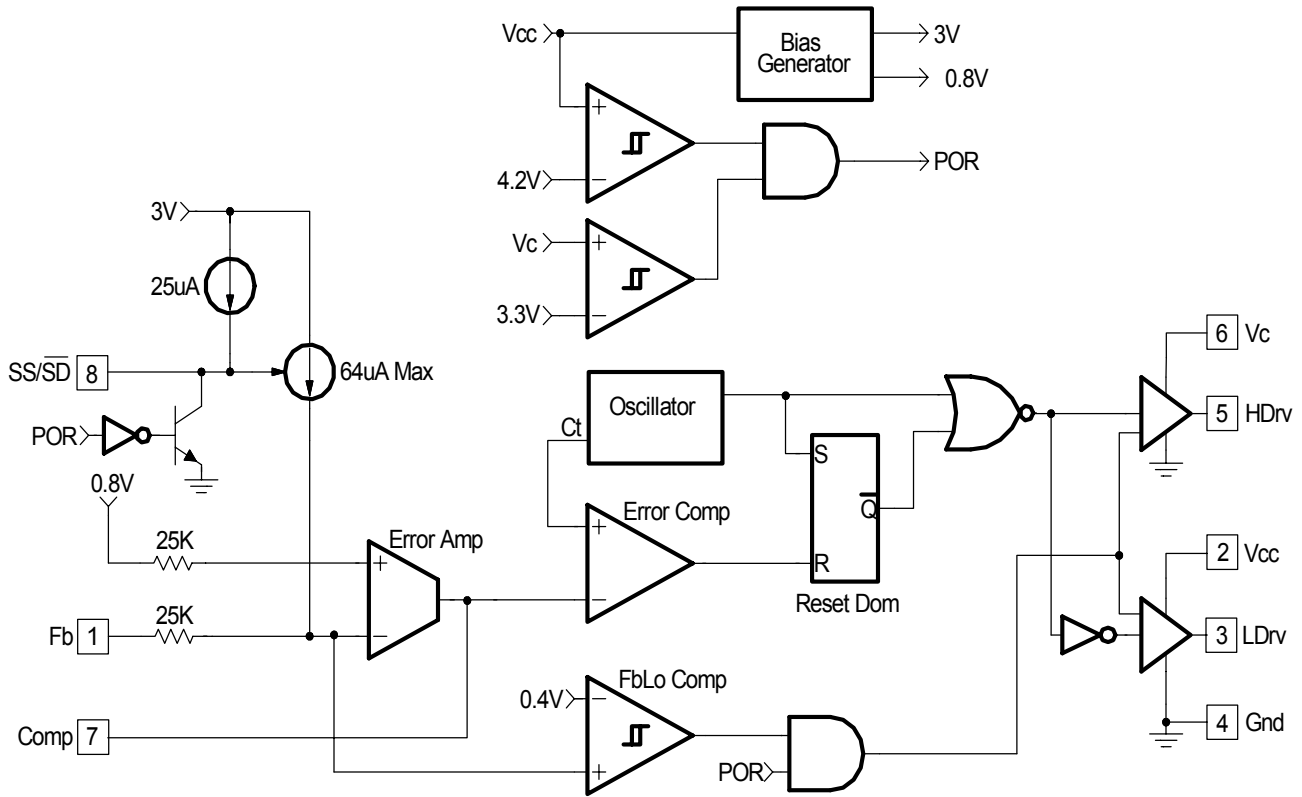 Vcc
Bias
Generator
3V
0.8V
4.2V
POR
3V
Vc
25uA
3.3V
SS/SD 8
64uA Max
6 Vc
Oscillator
Ct
5 HDrv
POR
S
0.8V
Q
Error Comp
25K
Error Amp
R
2 Vcc
Reset Dom
25K
Fb 1
3 LDrv
FbLo Comp
0.4V
Comp 7
4 Gnd
POR